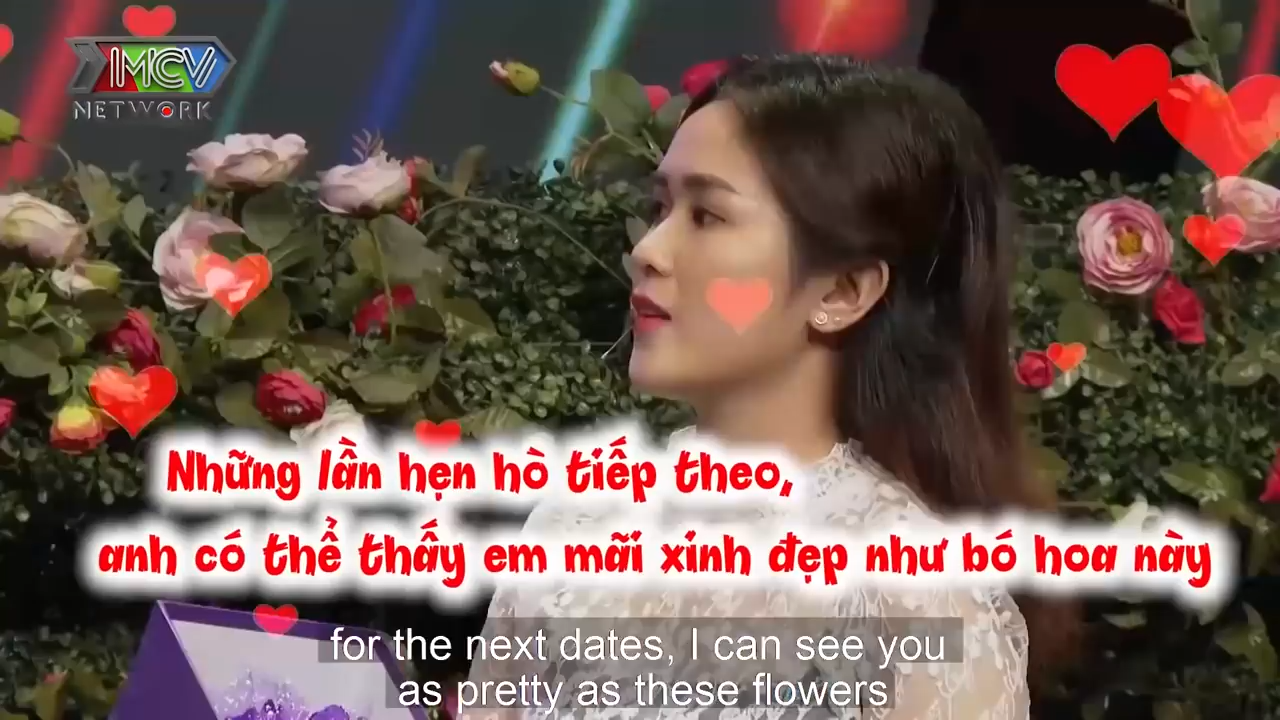 MCV
NETWORK
Những lần hẹn hò tiếp theo,
anh có thể thấy em mãi xinh đẹp như bó hoa này
for the next dates, I can see you
as pretty as these flowers